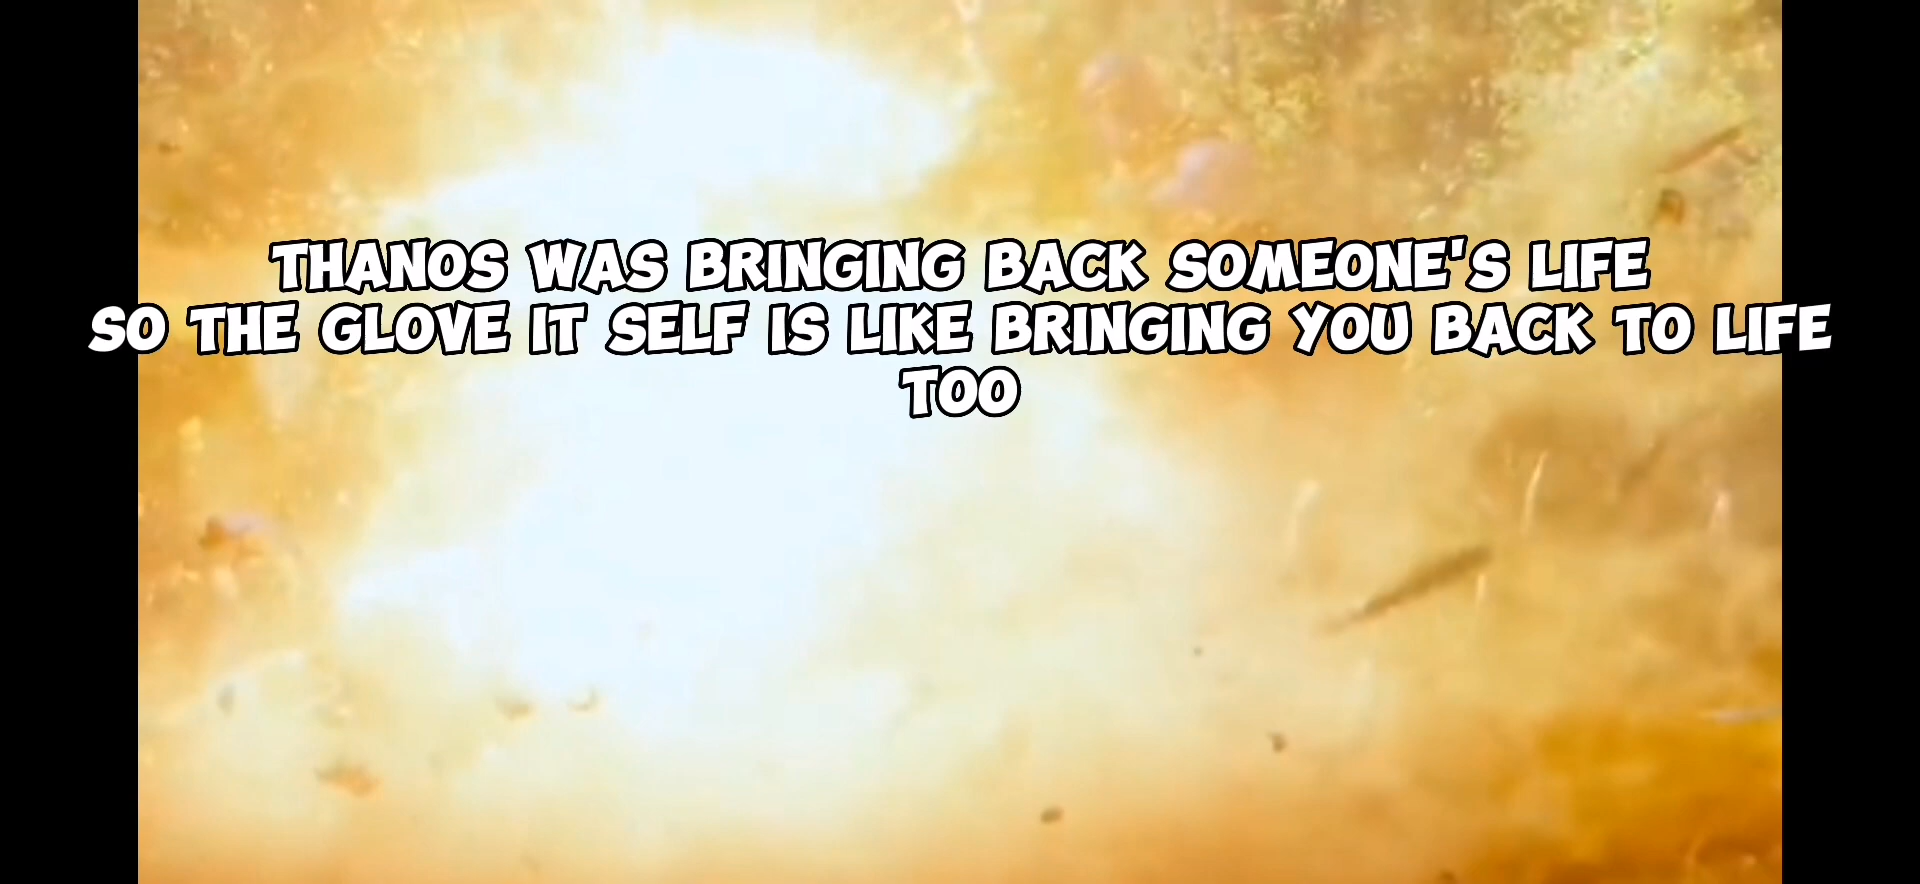 THANOS WAS BRINGING BACK SOMEONE'S LIFE
SO THE GLOVE IT SELF IS LIKE BRINGING YOU BACK TO LIFE
TOO